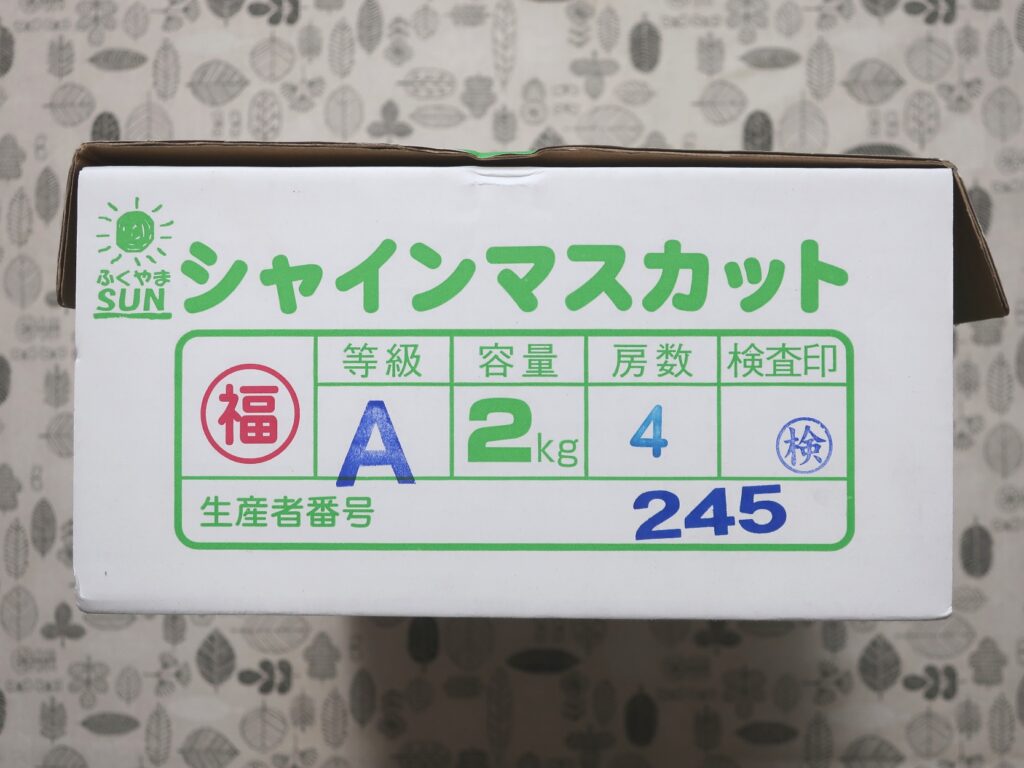 ふくやま
SUN
シャインマスカット
等級 容量 房数 検査印
福 A 2kg 4 検
生産者番号 245